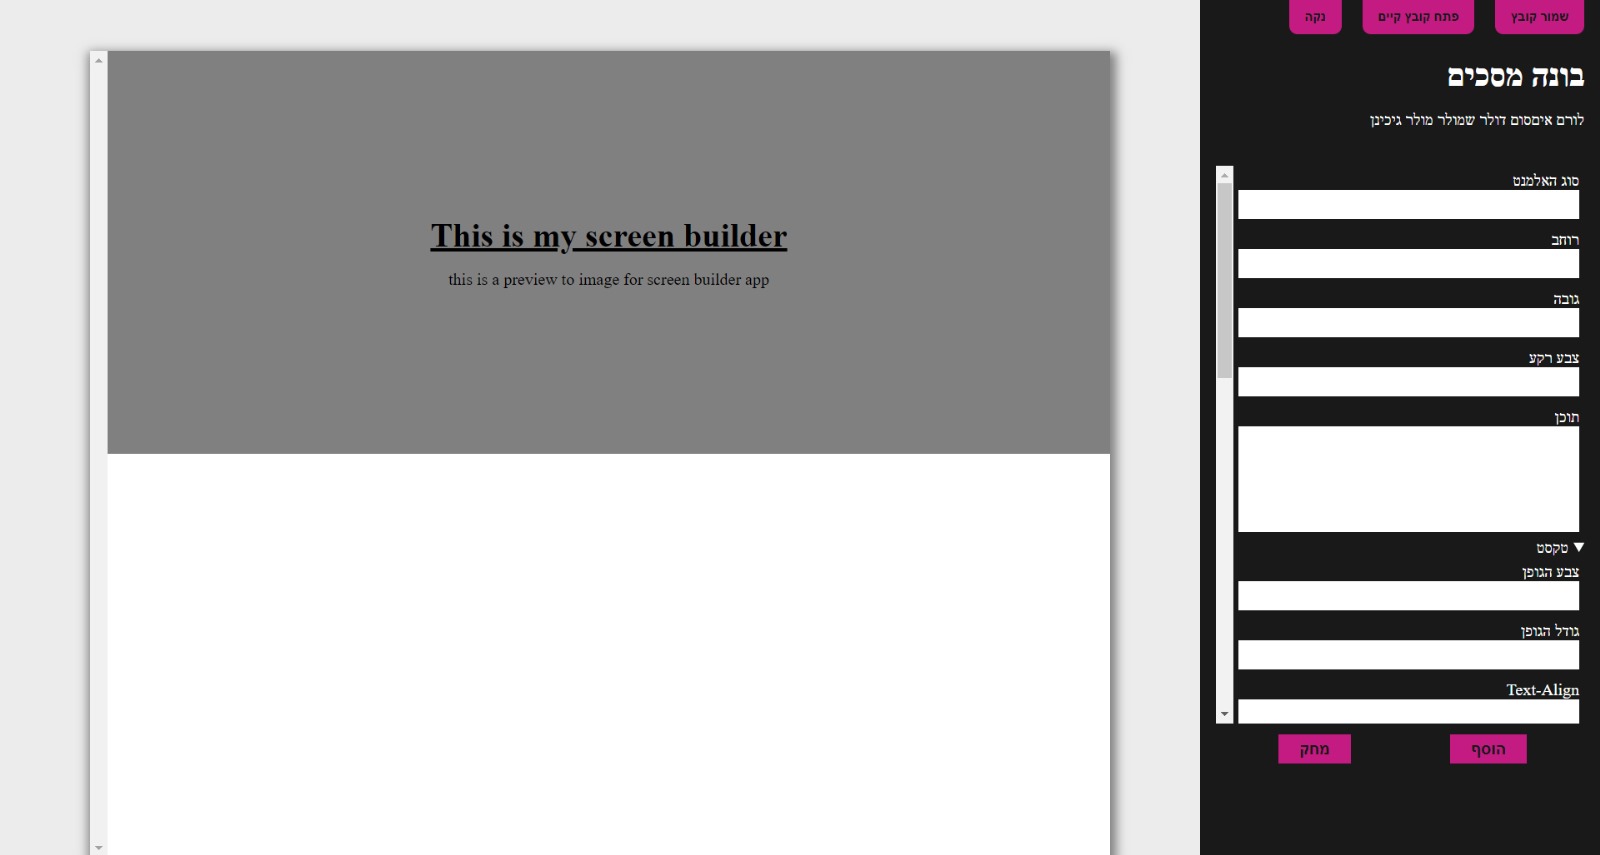 שמור קובץ
פתח קובץ קיים
נקה
בונה מסכים
לורם איפסום דולר שמולר מולר גיכינן
סוג האלמנט
רוחב
גובה
צבע רקע
תוכן
▼ טקסט
צבע הגופן
גודל הגופן
Text-Align
הוסף
מחק
This is my screen builder
this is a preview to image for screen builder app